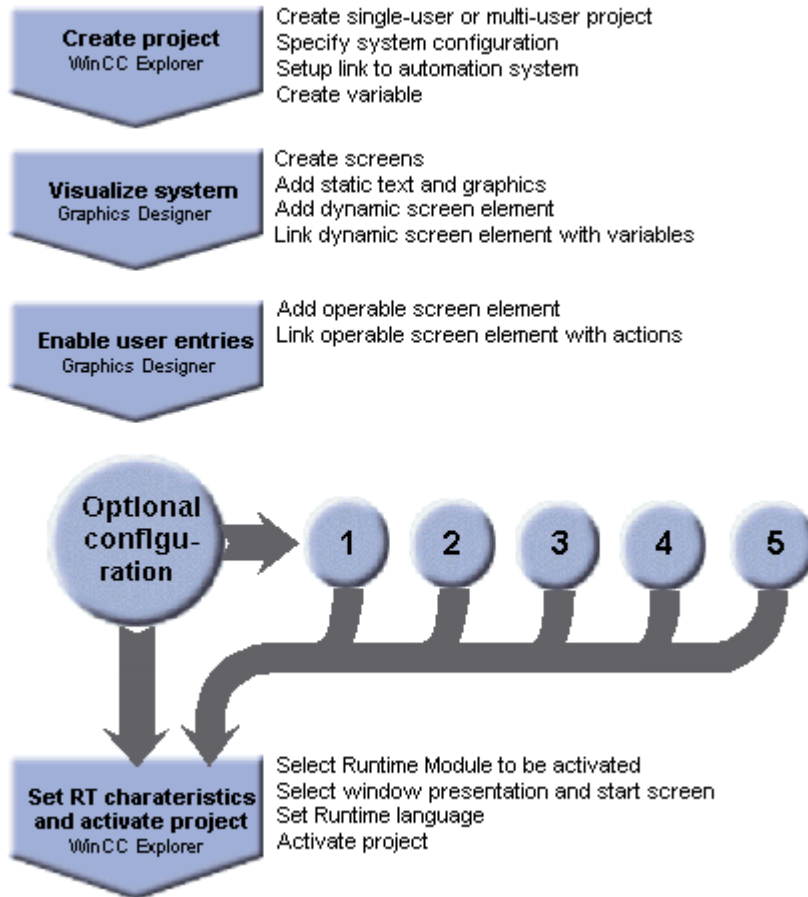 Create project
WinCC Explorer
Create single-user or multi-user project
Specify system configuration
Setup link to automation system
Create variable
Visualize system
Graphics Designer
Create screens
Add static text and graphics
Add dynamic screen element
Link dynamic screen element with variables
Enable user entries
Graphics Designer
Add operable screen element
Link operable screen element with actions
Optional
configu-
ration
1
2
3
4
5
Set RT charateristics
and activate project
WinCC Explorer
Select Runtime Module to be activated
Select window presentation and start screen
Set Runtime language
Activate project